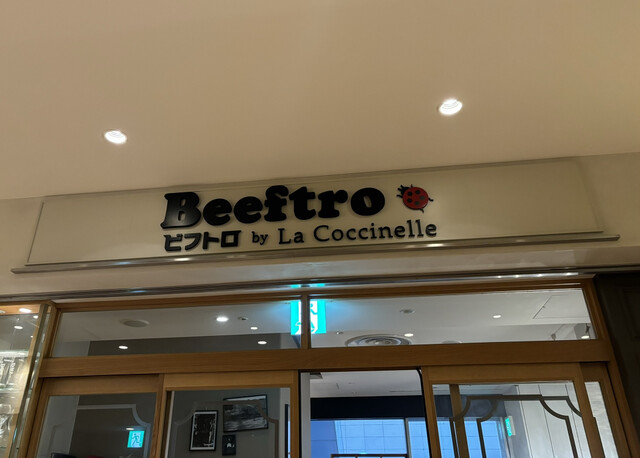 Beeftro
ビフトロ by La Coccinelle